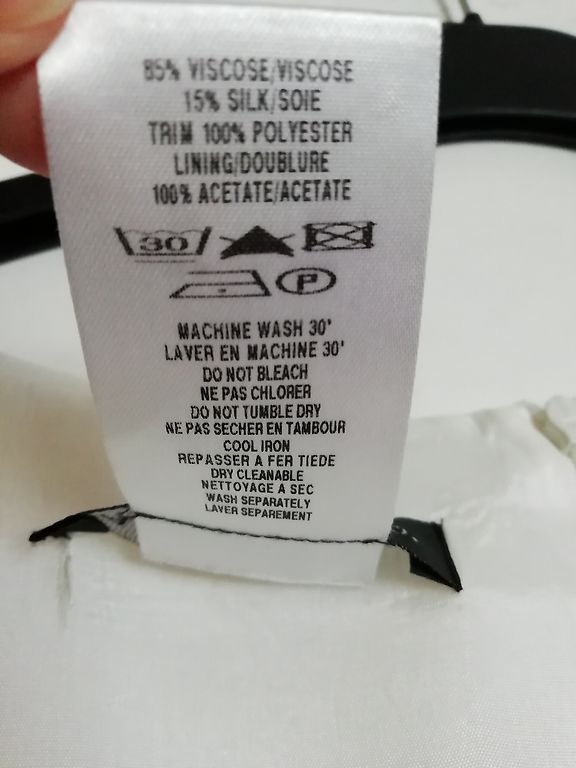 85% VISCOSE/VISCOSE
15% SILK/SOIE
TRIM 100% POLYESTER
LINING/DOUBLURE
100% ACETATE/ACETATE
30
P
MACHINE WASH 30'
LAVER EN MACHINE 30'
DO NOT BLEACH
NE PAS CHLORER
DO NOT TUMBLE DRY
NE PAS SECHER EN TAMBOUR
COOL IRON
REPASSER A FER TIEDE
DRY CLEANABLE
NETTOYAGE A SEC
WASH SEPARATELY
LAVER SEPAREMENT